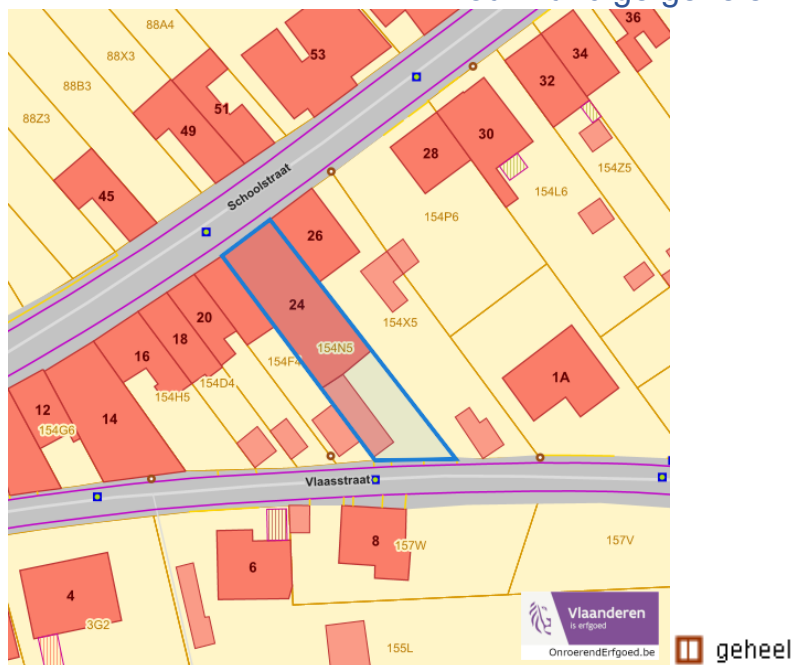 88A4
53
36
88X3
34
88B3
51
32
88Z3
49
30
28
154Z5
45
Schoolstraat
154L6
154P6
26
24
20
154X5
18
154N5
16
154F4
1A
154D4
12
154H5
14
154G6
Vlaasstraat
8
157W
157V
6
4
3G2
155L
Vlaanderen
is erfgoed
OnroerendErfgoed.be
geheel